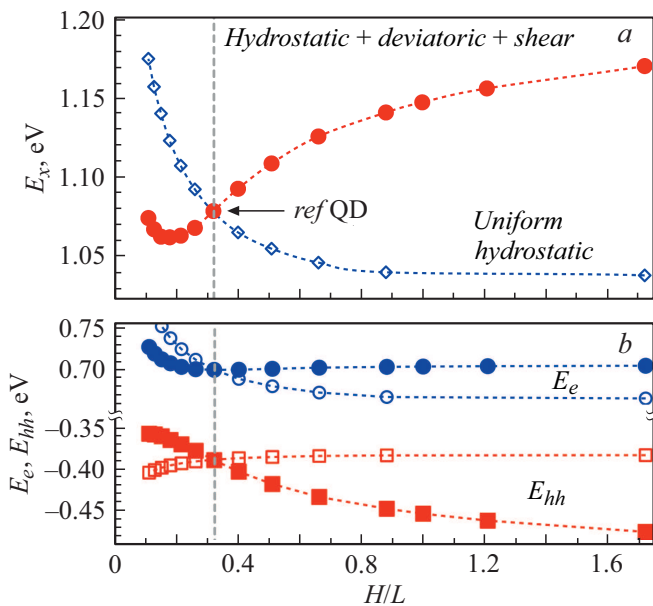 1.20
Hydrostatic + deviatoric + shear
a
1.15
E_x, eV
1.10
ref QD
1.05
Uniform
hydrostatic
1.00
0.75
b
0.70
E_e
E_e, E_hh, eV
−0.35
−0.40
E_hh
−0.45
0
0.4
0.8
1.2
1.6
H/L